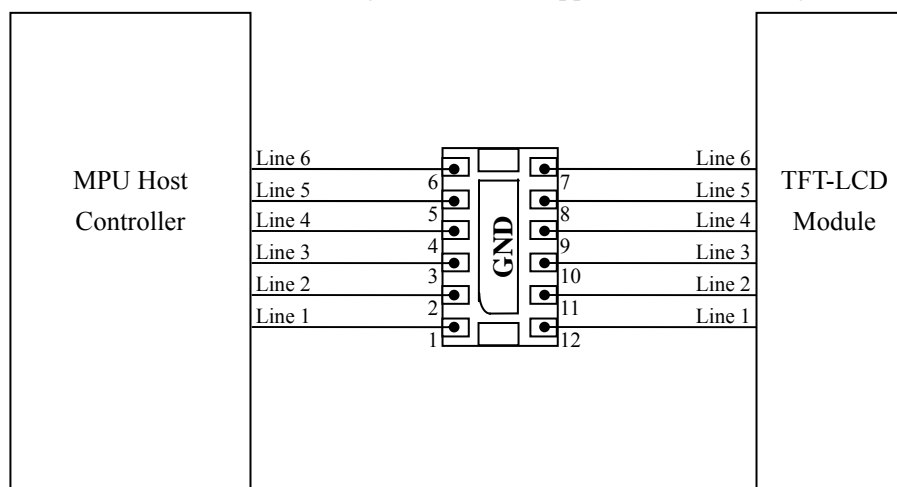 MPU Host
Controller
Line 6
Line 5
Line 4
Line 3
Line 2
Line 1
6
5
4
3
2
1
GND
7
8
9
10
11
12
Line 6
Line 5
Line 4
Line 3
Line 2
Line 1
TFT-LCD
Module